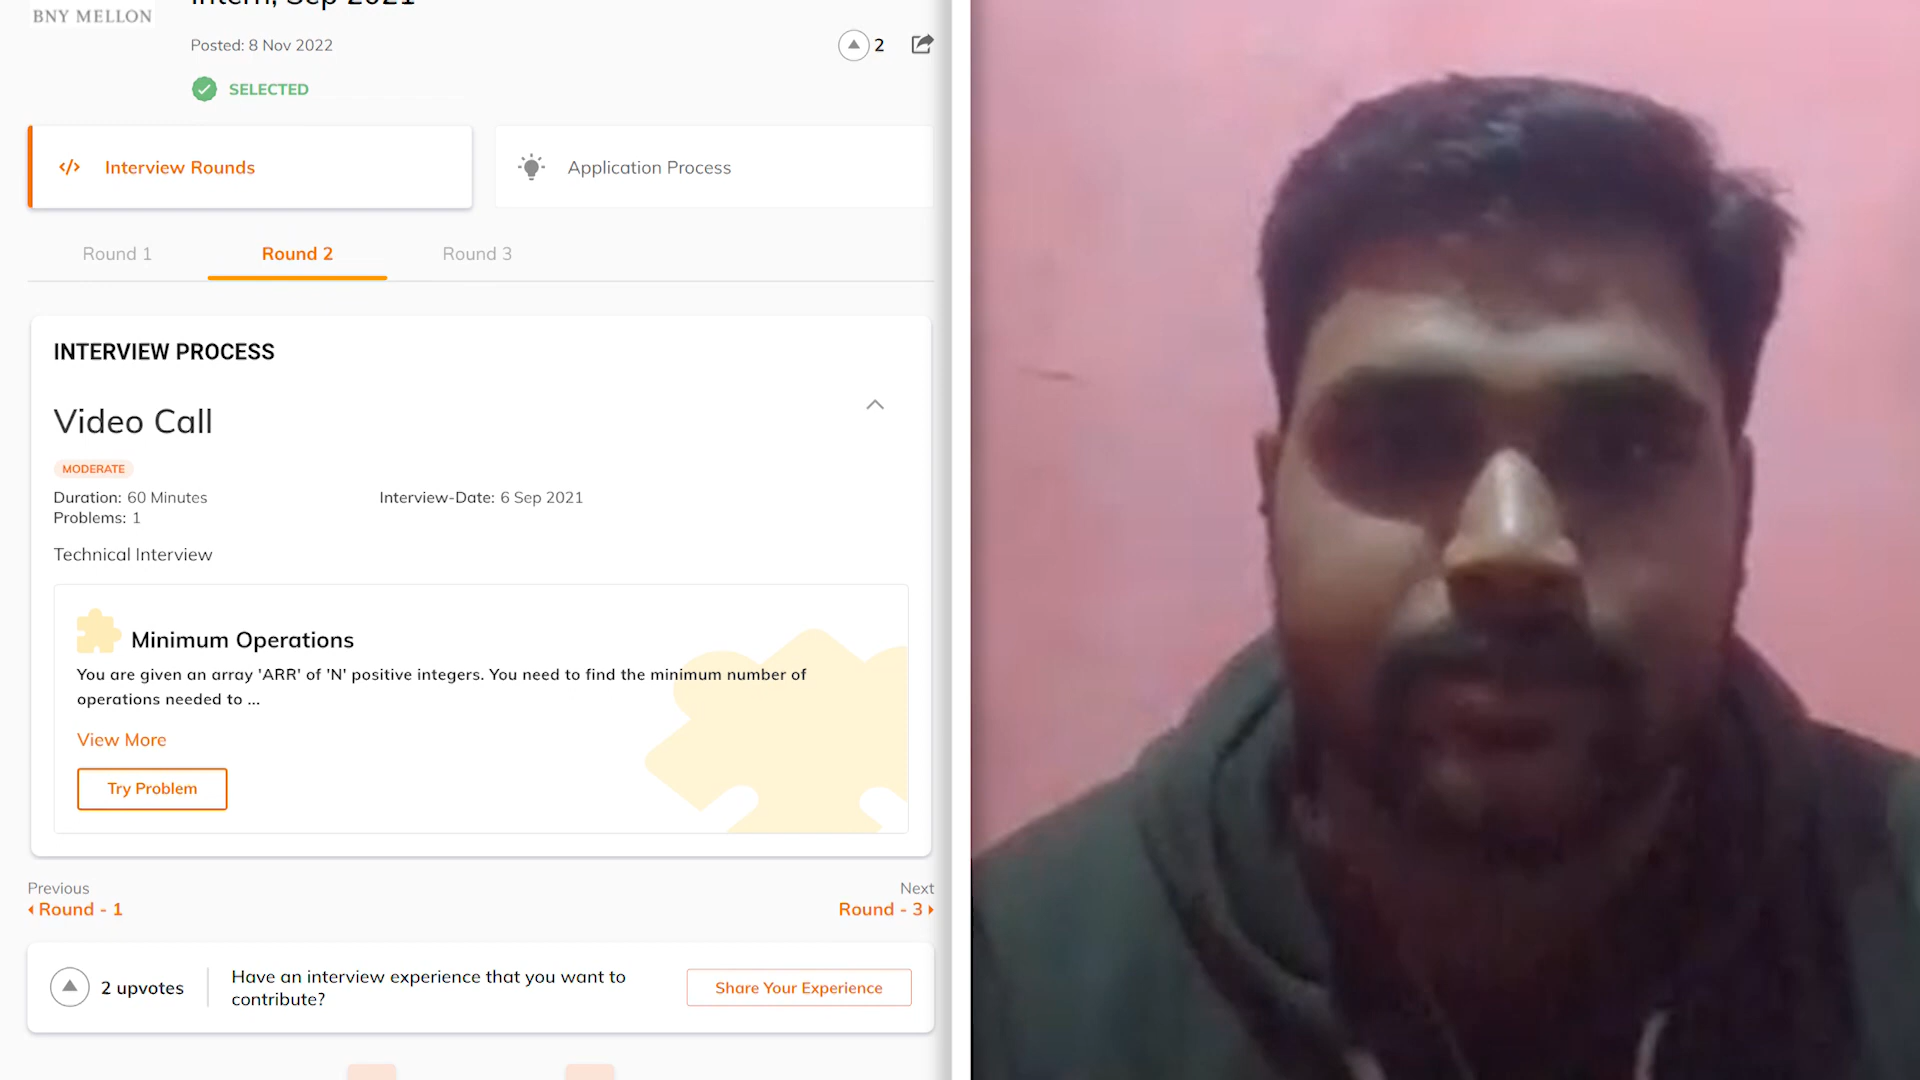 BNY MELLON
Intern, Sep 2021
Posted: 8 Nov 2022
2
SELECTED
Interview Rounds
Application Process
Round 1
Round 2
Round 3
INTERVIEW PROCESS
Video Call
MODERATE
Duration: 60 Minutes
Interview-Date: 6 Sep 2021
Problems: 1
Technical Interview
Minimum Operations
You are given an array 'ARR' of 'N' positive integers. You need to find the minimum number of
operations needed to ...
View More
Try Problem
Previous
Next
Round - 1
Round - 3
2 upvotes
Have an interview experience that you want to
contribute?
Share Your Experience